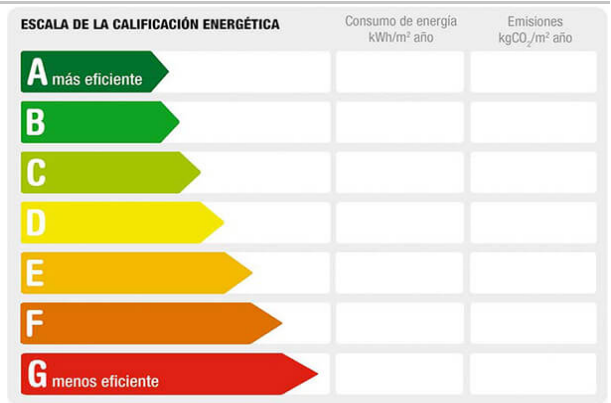 ESCALA DE LA CALIFICACIÓN ENERGÉTICA
Consumo de energía
kWh/m² año
Emisiones
kgCO₂/m² año
A más eficiente
B
C
D
E
F
G menos eficiente